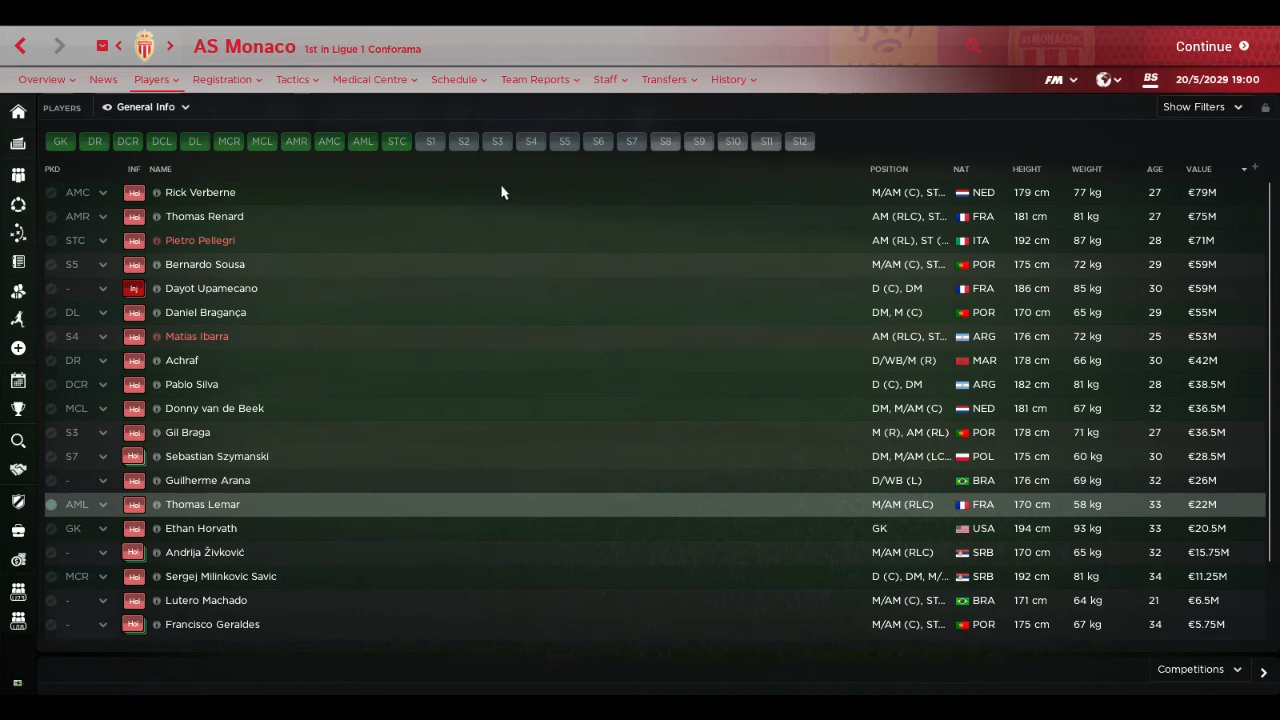 AS Monaco 1st in Ligue 1 Conforama Continue
Overview News Players Registration Tactics Medical Centre Schedule Team Reports Staff Transfers History FM BS 20/5/2029 19:00
PLAYERS General Info Show Filters
GK DR DCR DCL DL MCR MCL AMR AMC AML STC S1 S2 S3 S4 S5 S6 S7 S8 S9 S10 S11 S12
PKD INF NAME POSITION NAT HEIGHT WEIGHT AGE VALUE
AMC Hol Rick Verberne M/AM (C), ST... NED 179 cm 77 kg 27 €79M
AMR Hol Thomas Renard AM (RLC), ST... FRA 181 cm 81 kg 27 €75M
STC Hol Pietro Pellegri AM (RL), ST (... ITA 192 cm 87 kg 28 €71M
S5 Hol Bernardo Sousa M/AM (C), ST... POR 175 cm 72 kg 29 €59M
- Inj Dayot Upamecano D (C), DM FRA 186 cm 85 kg 30 €59M
DL Hol Daniel Bragança DM, M (C) POR 170 cm 65 kg 29 €55M
S4 Hol Matías Ibarra AM (RLC), ST... ARG 176 cm 72 kg 25 €53M
DR Hol Achraf D/WB/M (R) MAR 178 cm 66 kg 30 €42M
DCR Hol Pablo Silva D (C), DM ARG 182 cm 81 kg 28 €38.5M
MCL Hol Donny van de Beek DM, M/AM (C) NED 181 cm 67 kg 32 €36.5M
S3 Hol Gil Braga M (R), AM (RL) POR 178 cm 71 kg 27 €36.5M
S7 Hol Sebastian Szymanski DM, M/AM (LC... POL 175 cm 60 kg 30 €28.5M
- Hol Guilherme Arana D/WB (L) BRA 176 cm 69 kg 32 €26M
AML Hol Thomas Lemar M/AM (RLC) FRA 170 cm 58 kg 33 €22M
GK Hol Ethan Horvath GK USA 194 cm 93 kg 33 €20.5M
- Hol Andrija Živković M/AM (RLC) SRB 170 cm 65 kg 32 €15.75M
MCR Hol Sergej Milinkovic Savic D (C), DM, M/... SRB 192 cm 81 kg 34 €11.25M
- Hol Lutero Machado M/AM (C), ST... BRA 171 cm 64 kg 21 €6.5M
- Hol Francisco Geraldes M/AM (C), ST... POR 175 cm 67 kg 34 €5.75M
Competitions